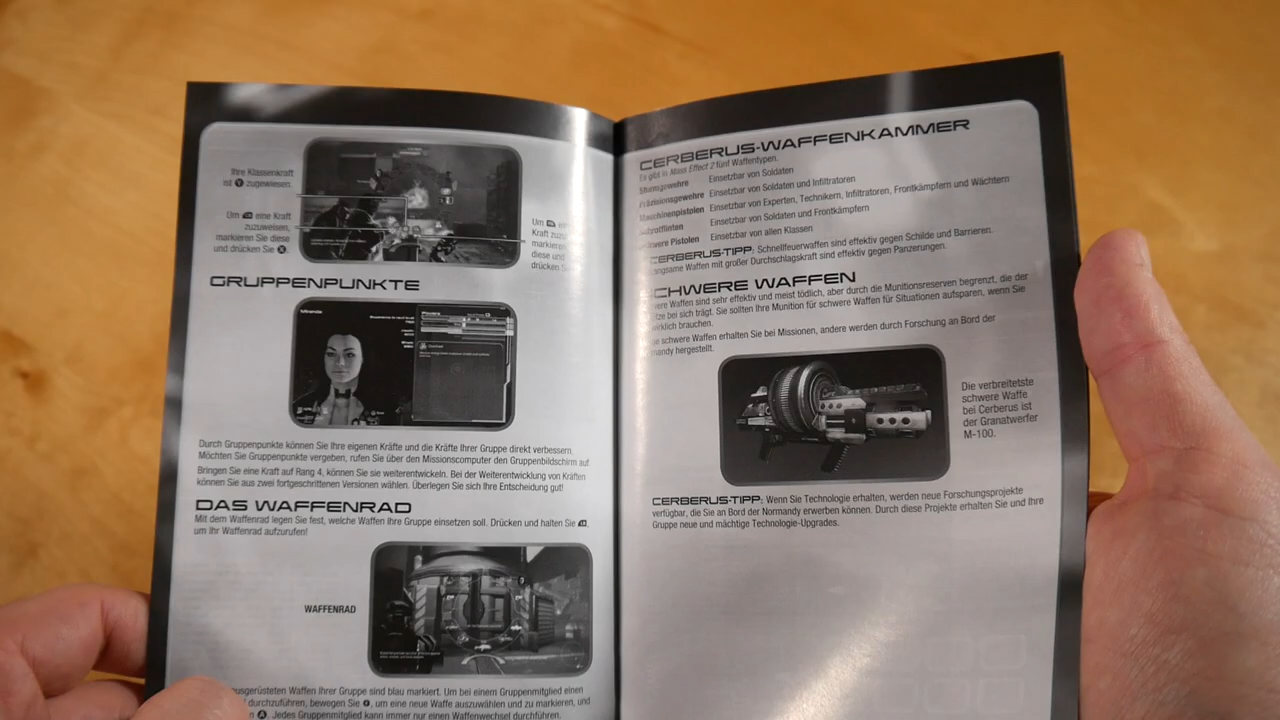 Ihre Klassenkraft
ist Y zugewiesen.
Um eine Kraft
zuzuweisen,
markieren Sie diese
und drücken Sie X.
Um
Kraft
markieren
diese und
drücken
GRUPPENPUNKTE
Miranda
Powers
Durch Gruppenpunkte können Sie Ihre eigenen Kräfte und die Kräfte Ihrer Gruppe direkt verbessern.
Möchten Sie Gruppenpunkte vergeben, rufen Sie über den Missionscomputer den Gruppenbildschirm auf.
Bringen Sie eine Kraft auf Rang 4, können Sie sie weiterentwickeln. Bei der Weiterentwicklung von Kräften
können Sie aus zwei fortgeschrittenen Versionen wählen. Überlegen Sie sich Ihre Entscheidung gut!
DAS WAFFENRAD
Mit dem Waffenrad legen Sie fest, welche Waffen Ihre Gruppe einsetzen soll. Drücken und halten Sie ,
um Ihr Waffenrad aufzurufen!
WAFFENRAD
ausgerüsteten Waffen Ihrer Gruppe sind blau markiert. Um bei einem Gruppenmitglied einen
durchzuführen, bewegen Sie , um eine neue Waffe auszuwählen und zu markieren, und
A. Jedes Gruppenmitglied kann immer nur einen Waffenwechsel durchführen.
CERBERUS-WAFFENKAMMER
Es gibt in Mass Effect 2 fünf Waffentypen.
Sturmgewehre Einsetzbar von Soldaten
Präzisionsgewehre Einsetzbar von Soldaten und Infiltratoren
Maschinenpistolen Einsetzbar von Experten, Technikern, Infiltratoren, Frontkämpfern und Wächtern
Einsetzbar von Soldaten und Frontkämpfern
Pistolen Einsetzbar von allen Klassen
CERBERUS-TIPP: Schnellfeuerwaffen sind effektiv gegen Schilde und Barrieren.
Langsame Waffen mit großer Durchschlagskraft sind effektiv gegen Panzerungen.
SCHWERE WAFFEN
Waffen sind sehr effektiv und meist tödlich, aber durch die Munitionsreserven begrenzt, die der
bei sich trägt. Sie sollten Ihre Munition für schwere Waffen für Situationen aufsparen, wenn Sie
wirklich brauchen.
schwere Waffen erhalten Sie bei Missionen, andere werden durch Forschung an Bord der
hergestellt.
Die verbreitetste
schwere Waffe
bei Cerberus ist
der Granatwerfer
M-100.
CERBERUS-TIPP: Wenn Sie Technologie erhalten, werden neue Forschungsprojekte
verfügbar, die Sie an Bord der Normandy erwerben können. Durch diese Projekte erhalten Sie und Ihre
Gruppe neue und mächtige Technologie-Upgrades.